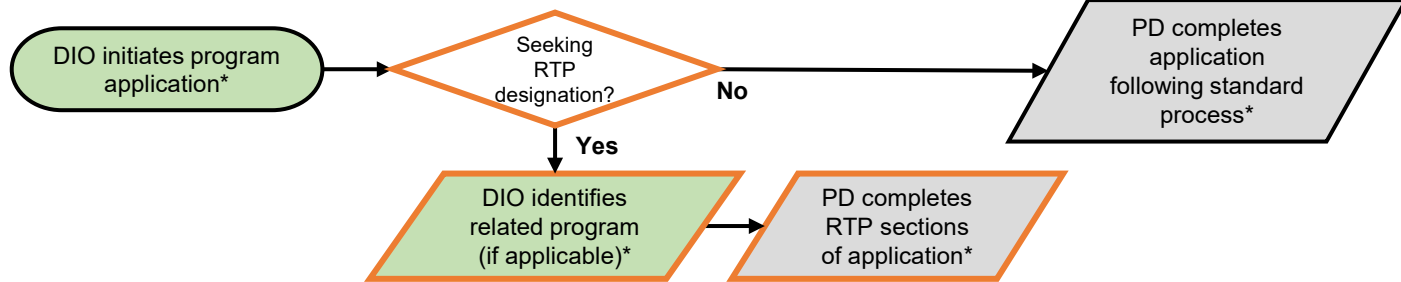 DIO initiates program
application*
Seeking
RTP
designation?
No
PD completes
application
following standard
process*
Yes
DIO identifies
related program
(if applicable)*
PD completes
RTP sections
of application*